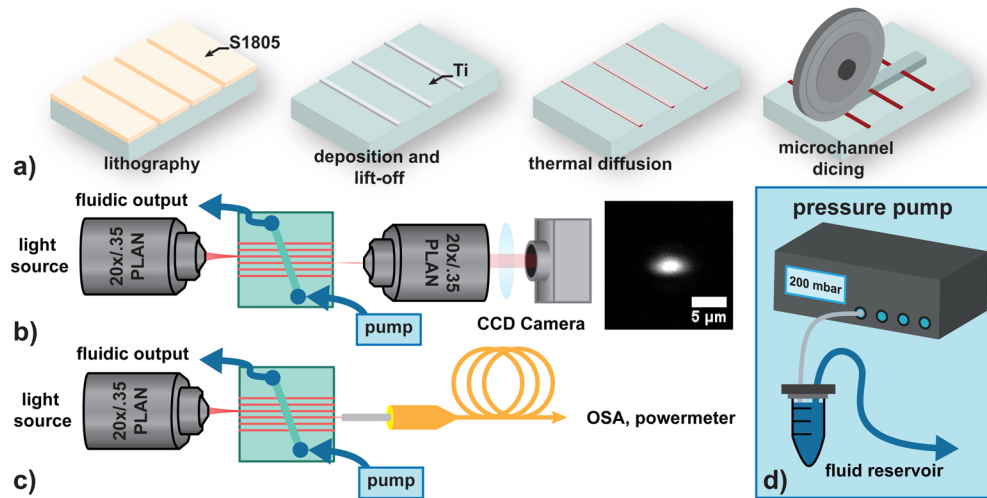 S1805
Ti
lithography
deposition and
lift-off
thermal diffusion
microchannel
dicing
a)
fluidic output
light
source
20x/.35
PLAN
20x/.35
PLAN
pump
CCD Camera
5 µm
b)
fluidic output
light
source
20x/.35
PLAN
pump
OSA, powermeter
c)
pressure pump
200 mbar
fluid reservoir
d)